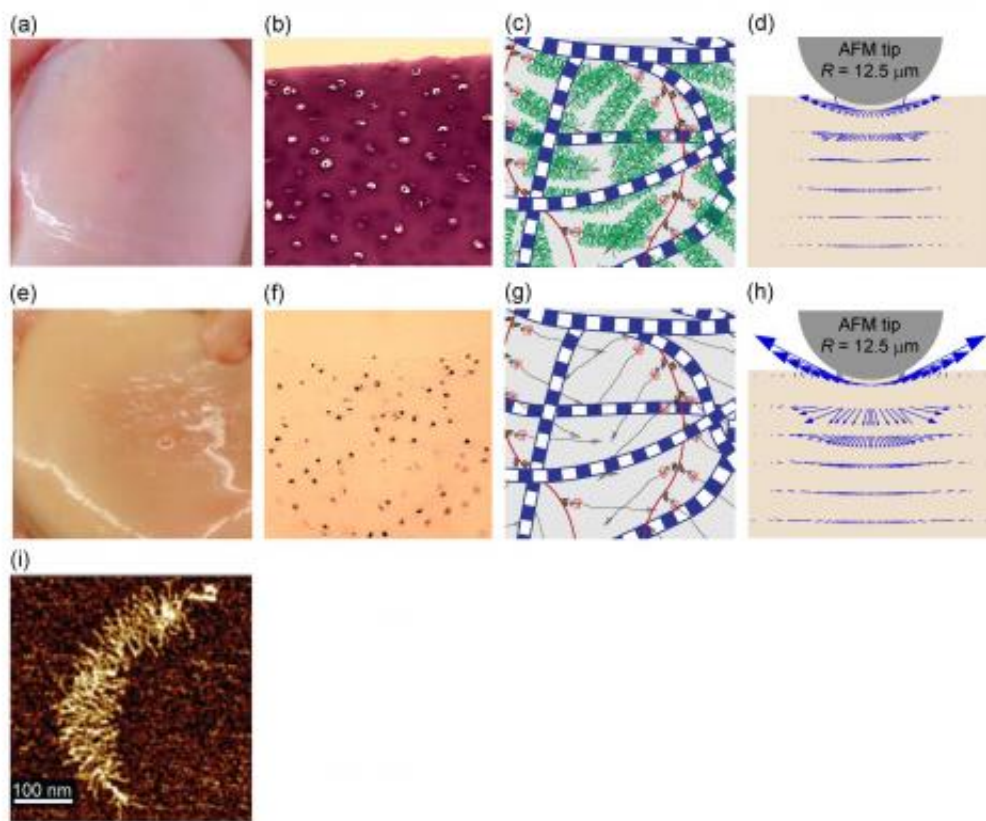 (a)
(b)
(c)
(d)
AFM tip
R = 12.5 µm
(e)
(f)
(g)
(h)
AFM tip
R = 12.5 µm
(i)
100 nm